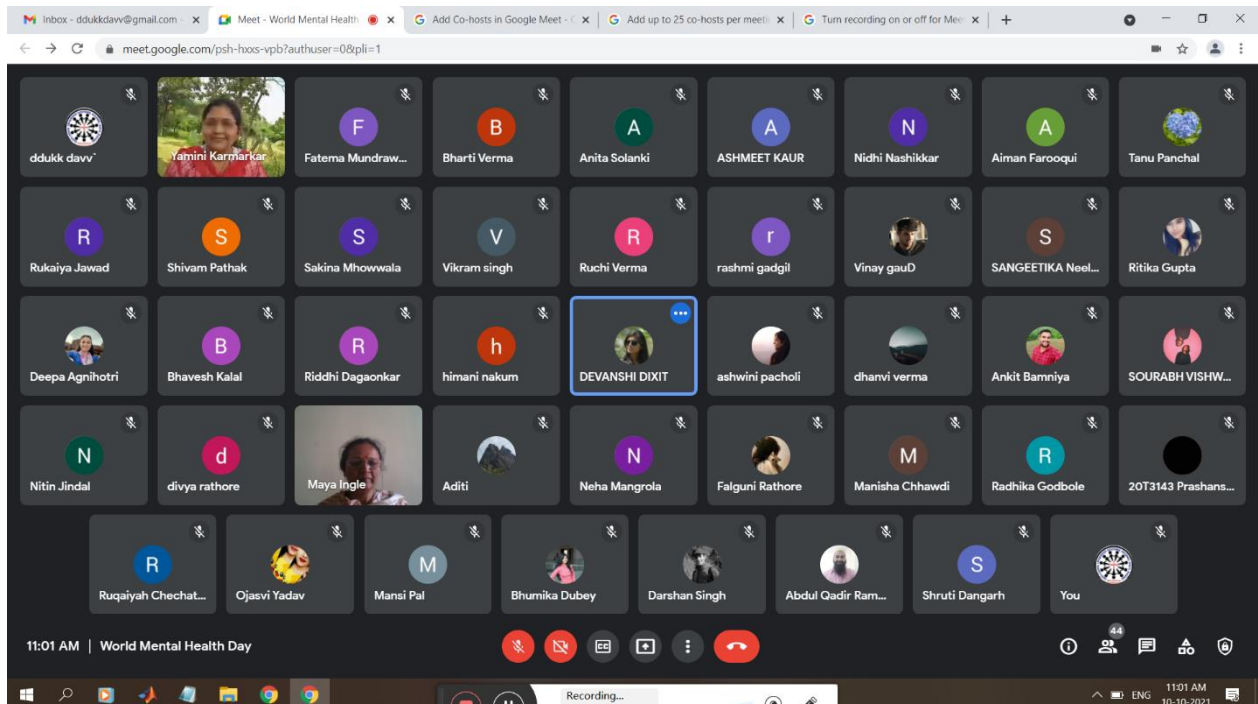 Inbox - ddukkdavv@gmail.com - Meet - World Mental Health Add Co-hosts in Google Meet - Add up to 25 co-hosts per meeti Turn recording on or off for Mee
meet.google.com/psh-hxxs-vpb?authuser=0&pli=1
F B A A N A
ddukk davv Yamini Karmarkar Fatema Mundraw... Bharti Verma Anita Solanki ASHMEET KAUR Nidhi Nashikkar Aiman Farooqui Tanu Panchal
R S S V R r S
Rukaiya Jawad Shivam Pathak Sakina Mhowwala Vikram singh Ruchi Verma rashmi gadgil Vinay gauD SANGEETIKA Neel... Ritika Gupta
B R h
Deepa Agnihotri Bhavesh Kalal Riddhi Dagaonkar himani nakum DEVANSHI DIXIT ashwini pacholi dhanvi verma Ankit Bamniya SOURABH VISHW...
N d N M R
Nitin Jindal divya rathore Maya Ingle Aditi Neha Mangrola Falguni Rathore Manisha Chhawdi Radhika Godbole 20T3143 Prashans...
R M S
Ruqaiyah Chechat... Ojasvi Yadav Mansi Pal Bhumika Dubey Darshan Singh Abdul Qadir Ram... Shruti Dangarh You
11:01 AM | World Mental Health Day CC 44
Recording...
ENG 11:01 AM
10-10-2021